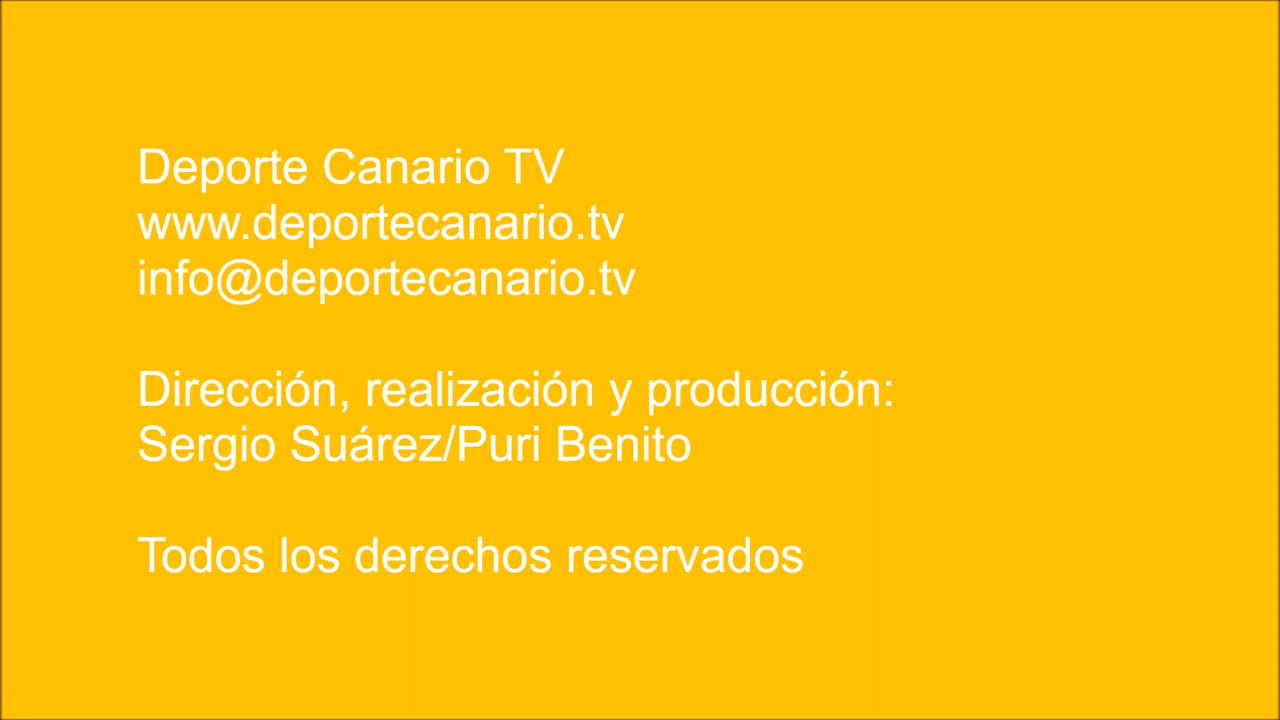 Deporte Canario TV
www.deportecanario.tv
info@deportecanario.tv
Dirección, realización y producción:
Sergio Suárez/Puri Benito
Todos los derechos reservados